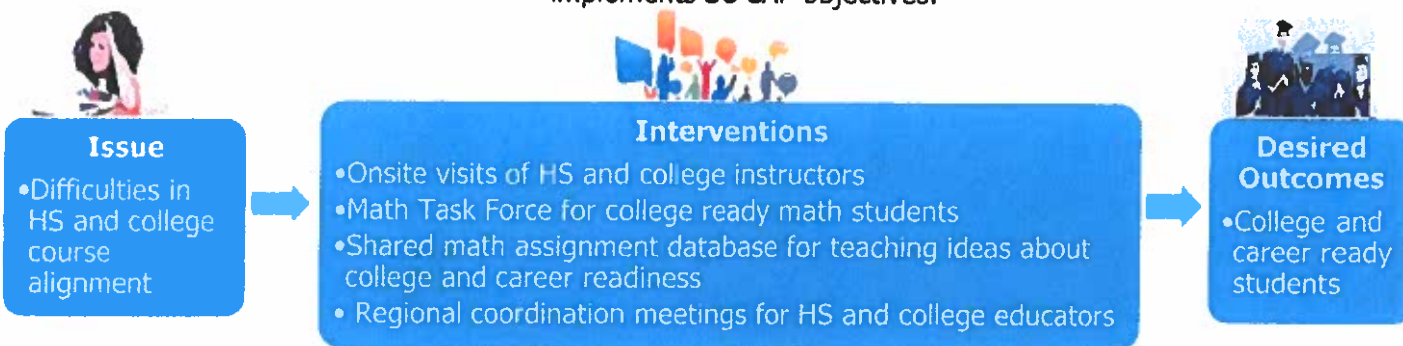 Issue
•Difficulties in
HS and college
course
alignment
Interventions
•Onsite visits of HS and college instructors
•Math Task Force for college ready math students
•Shared math assignment database for teaching ideas about
college and career readiness
• Regional coordination meetings for HS and college educators
Desired
Outcomes
•College and
career ready
students